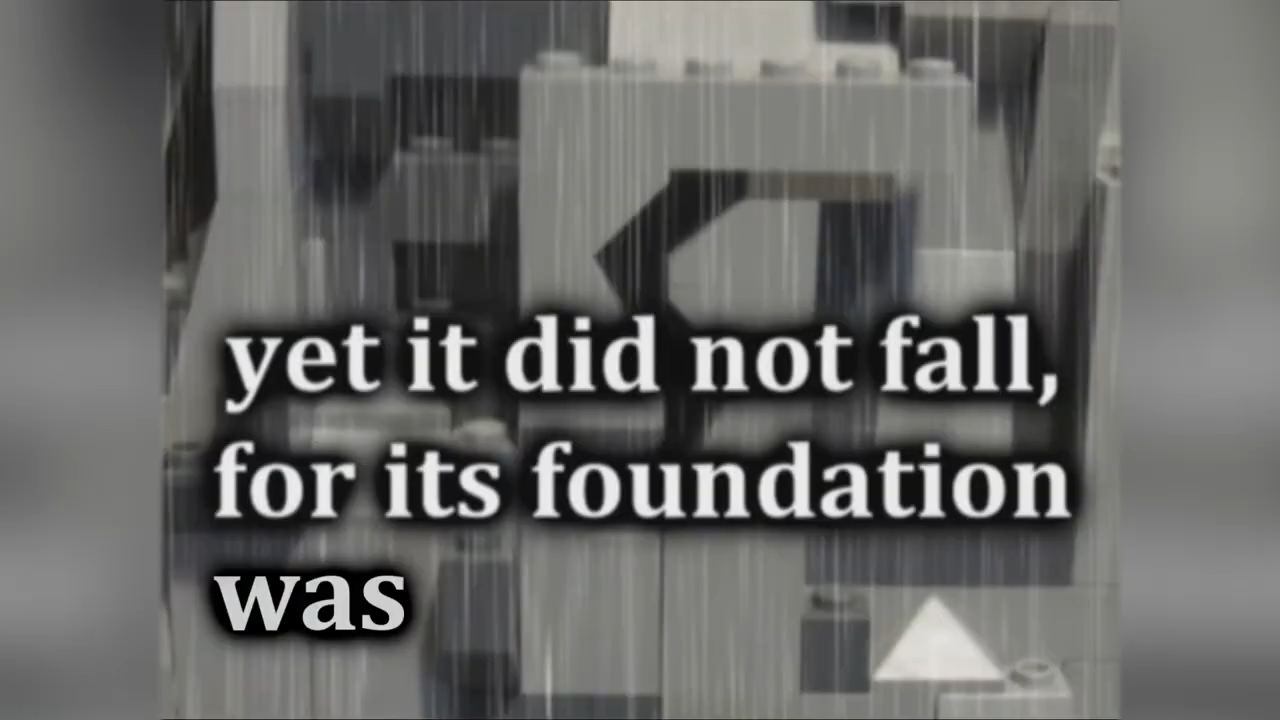 yet it did not fall,
for its foundation
was